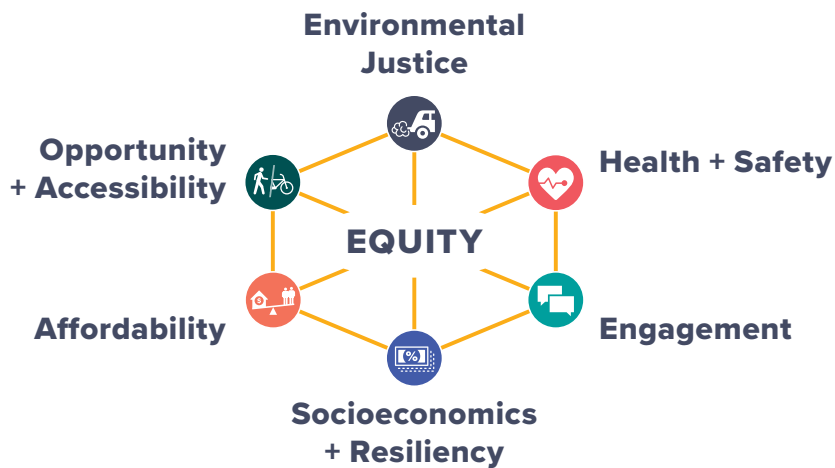 Environmental
Justice
Opportunity
+ Accessibility
Health + Safety
EQUITY
$
Affordability
Engagement
%
Socioeconomics
+ Resiliency